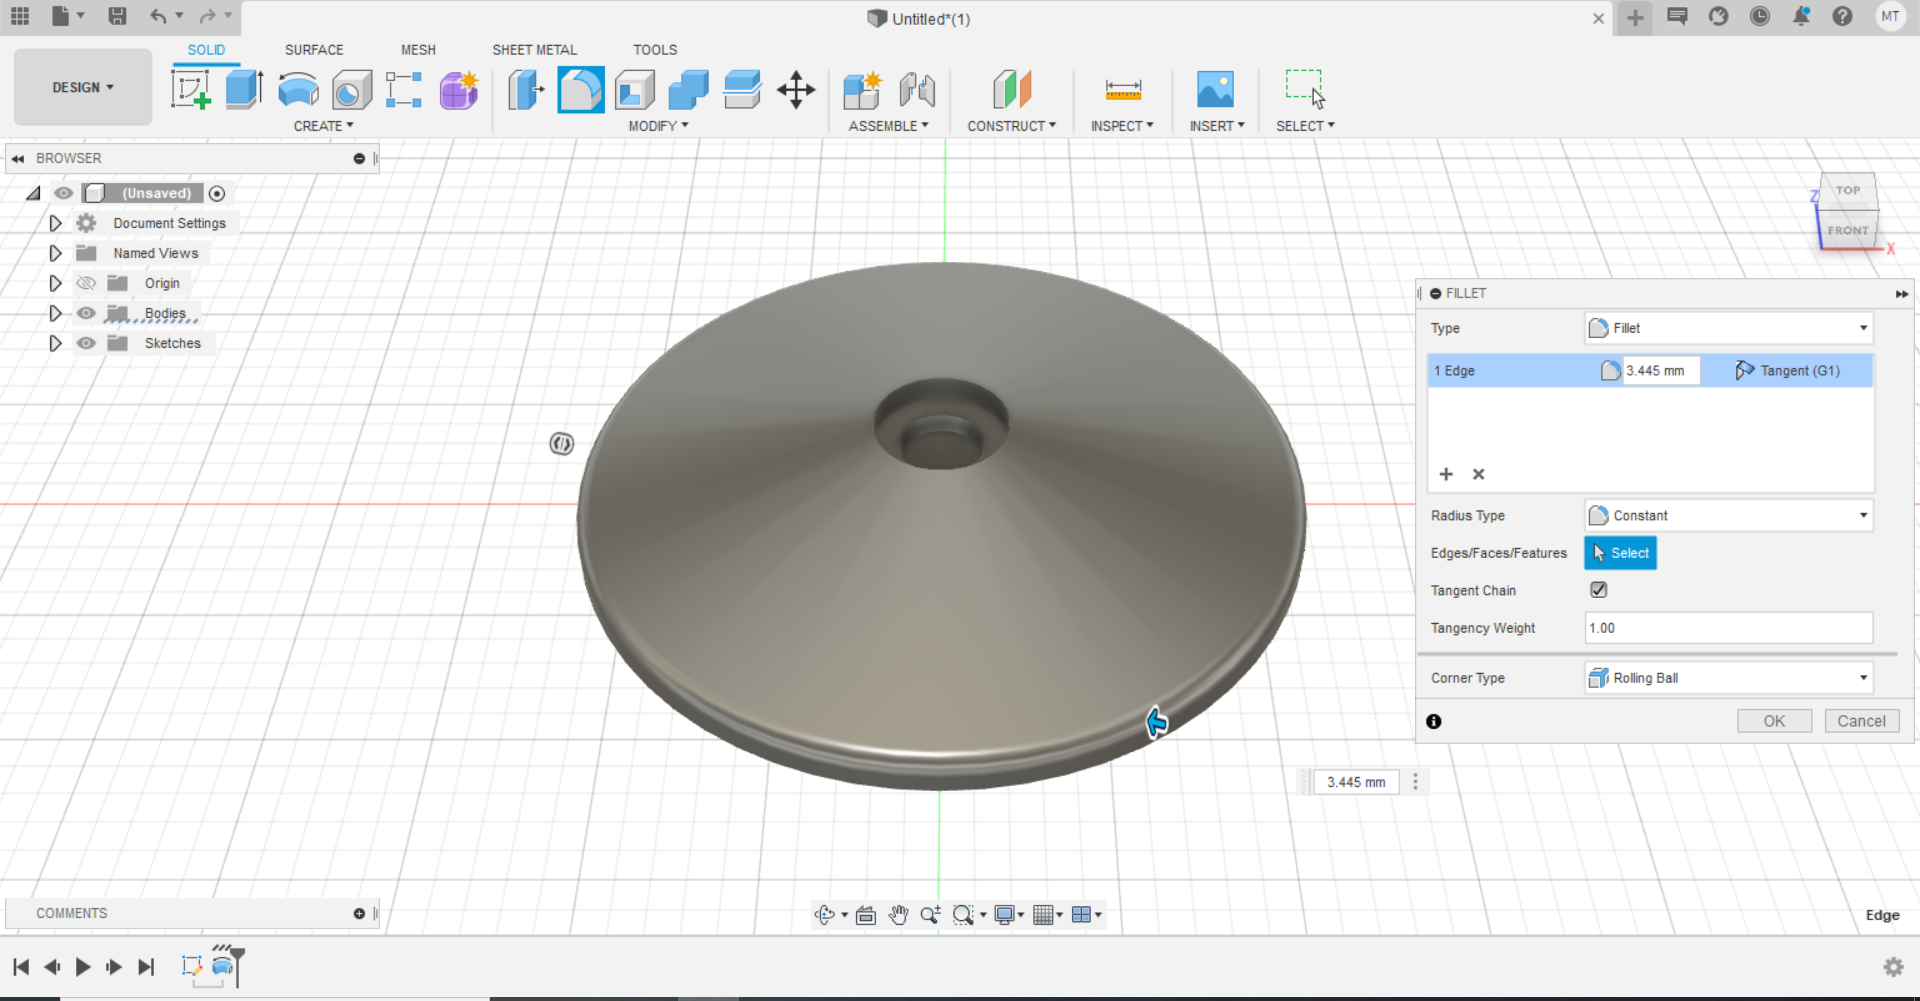 Untitled*(1)
MT
SOLID SURFACE MESH SHEET METAL TOOLS
DESIGN
CREATE MODIFY ASSEMBLE CONSTRUCT INSPECT INSERT SELECT
BROWSER
(Unsaved)
Document Settings
Named Views
Origin
Bodies
Sketches
TOP
FRONT
Z
X
FILLET
Type Fillet
1 Edge 3.445 mm Tangent (G1)
Radius Type Constant
Edges/Faces/Features Select
Tangent Chain
Tangency Weight 1.00
Corner Type Rolling Ball
OK Cancel
3.445 mm
COMMENTS
Edge